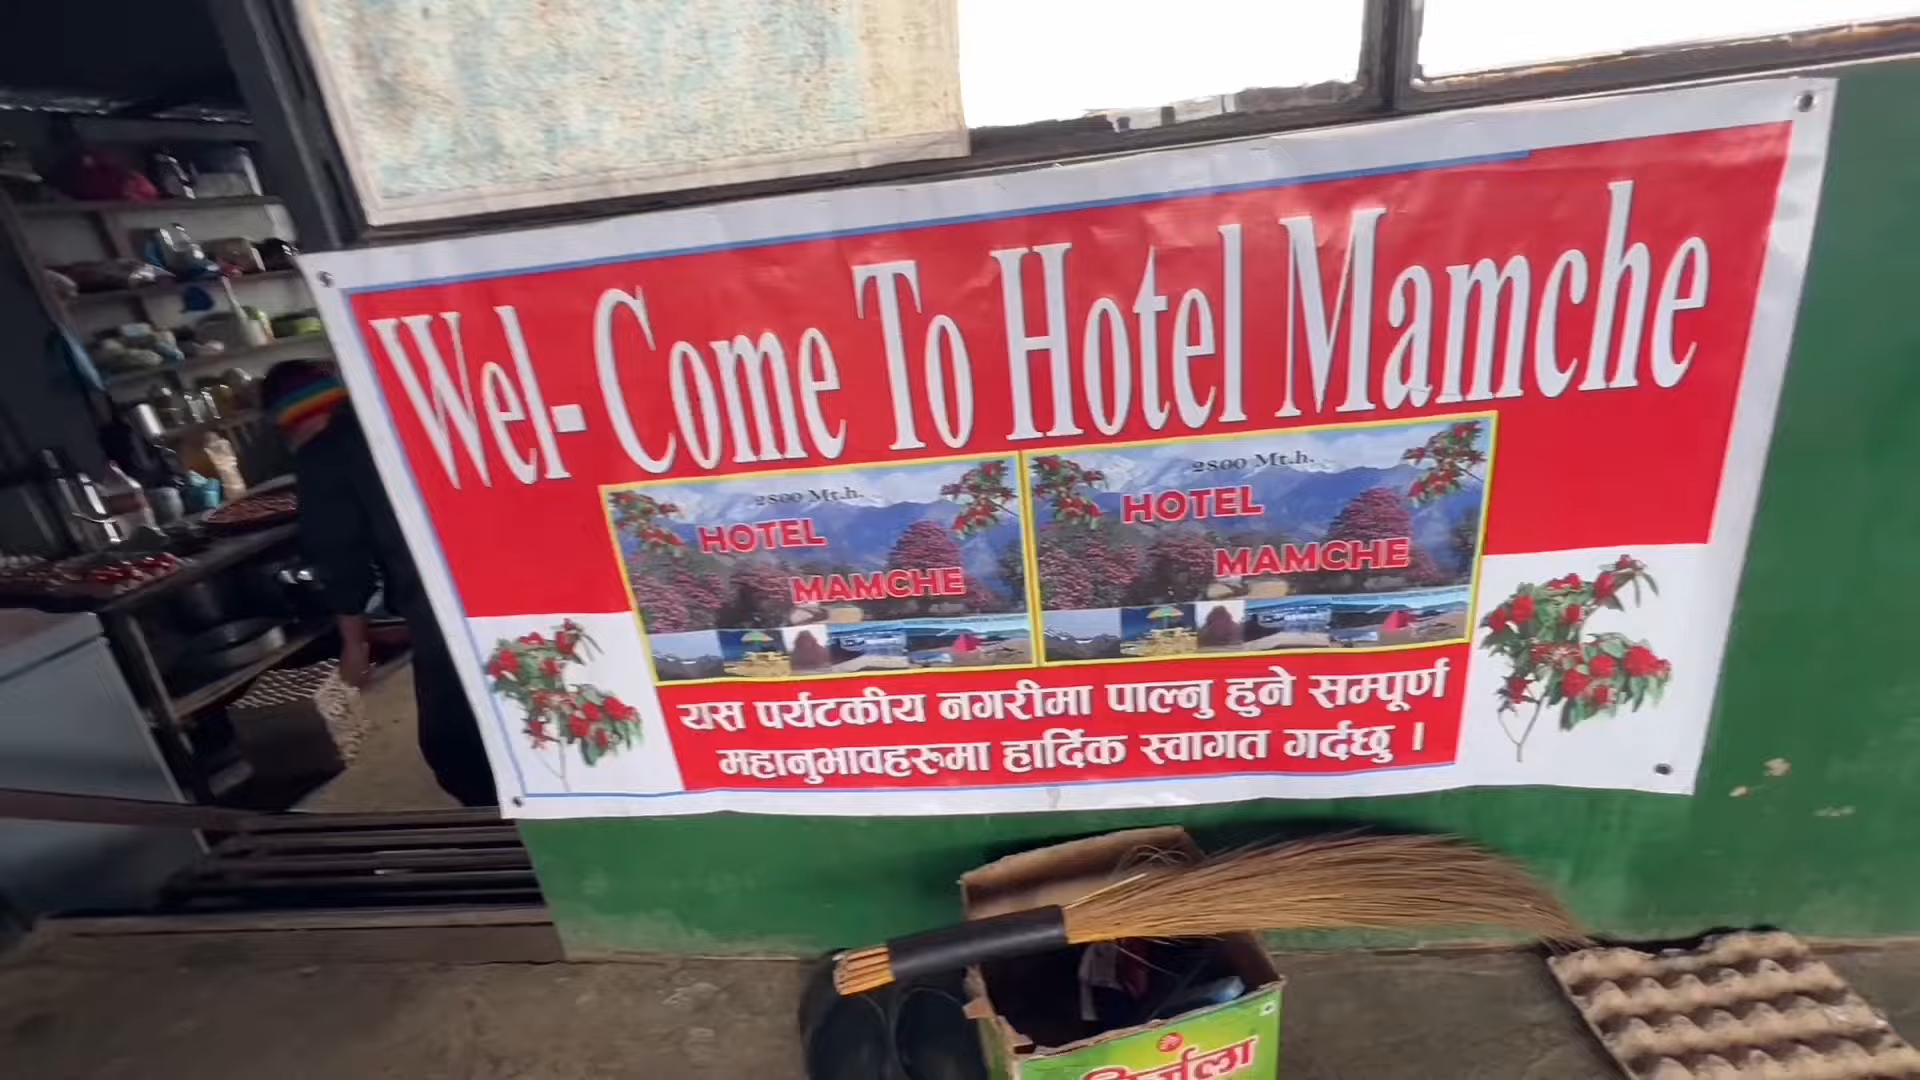 Wel-Come To Hotel Mamche
2800 Mt.h.
HOTEL
MAMCHE
2800 Mt.h.
HOTEL
MAMCHE
यस पर्यटकीय नगरीमा पाल्नु हुने सम्पूर्ण
महानुभावहरूमा हार्दिक स्वागत गर्दछु ।